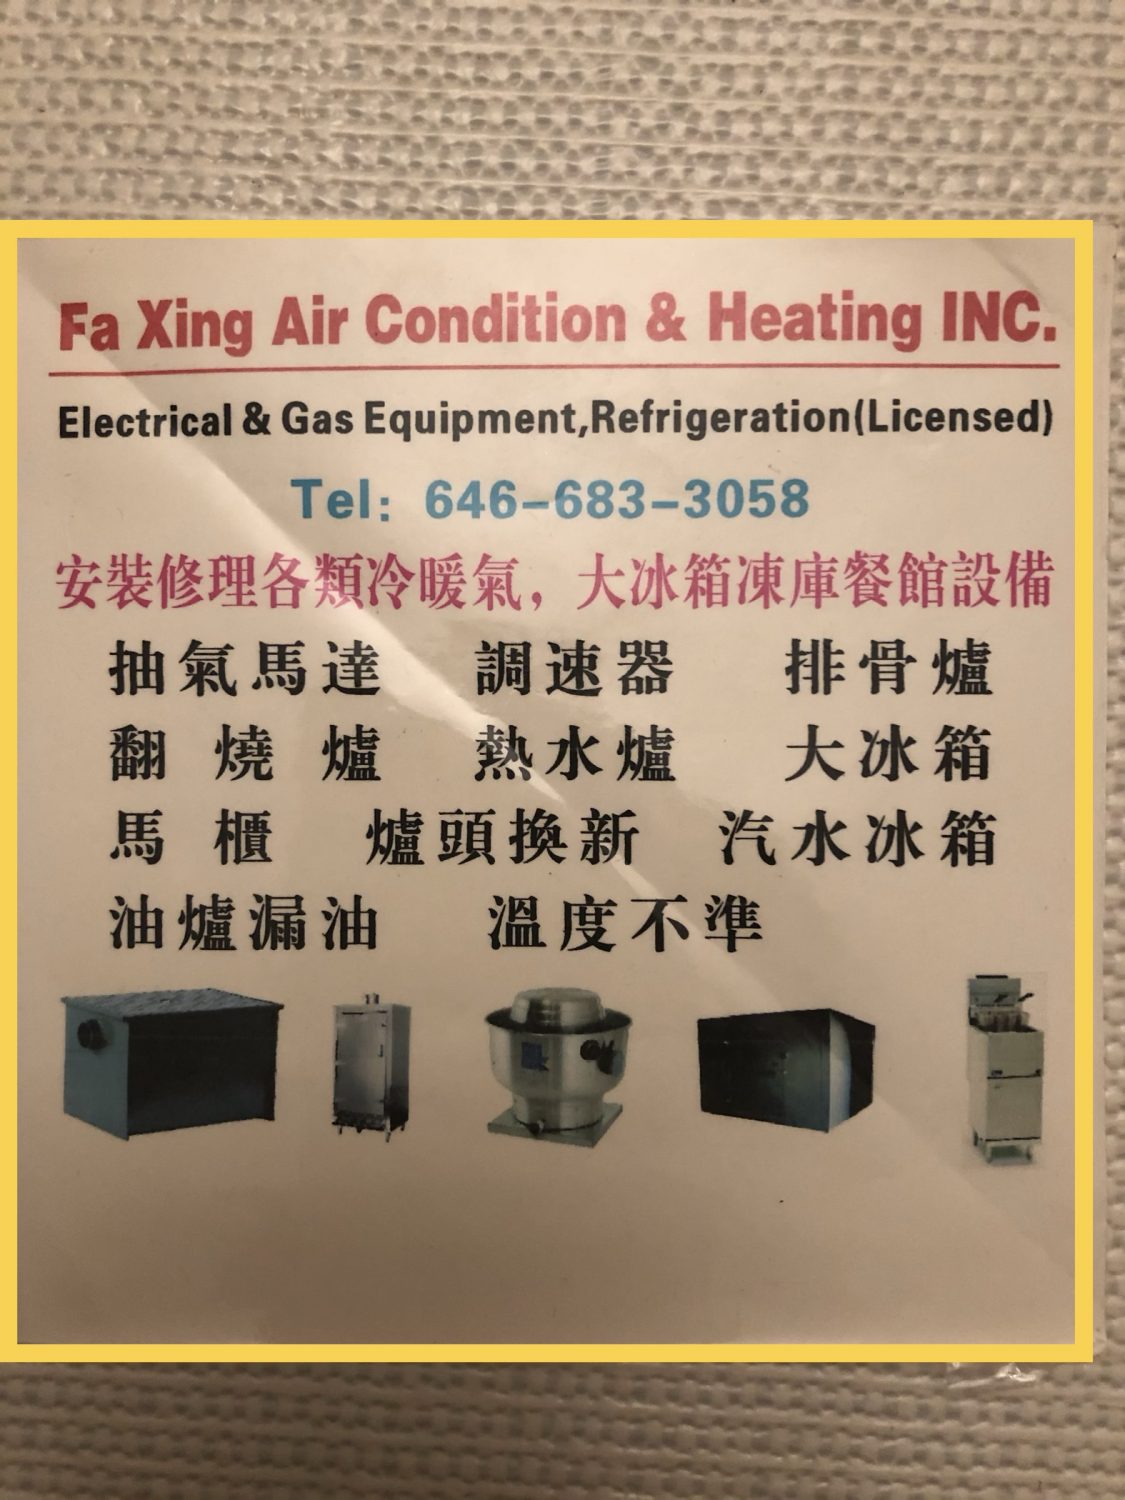 Fa Xing Air Condition & Heating INC.
Electrical & Gas Equipment,Refrigeration(Licensed)
Tel: 646-683-3058
安裝修理各類冷暖氣，大冰箱凍庫餐館設備
抽氣馬達 調速器 排骨爐
翻燒爐 熱水爐 大冰箱
馬櫃 爐頭換新 汽水冰箱
油爐漏油 溫度不準